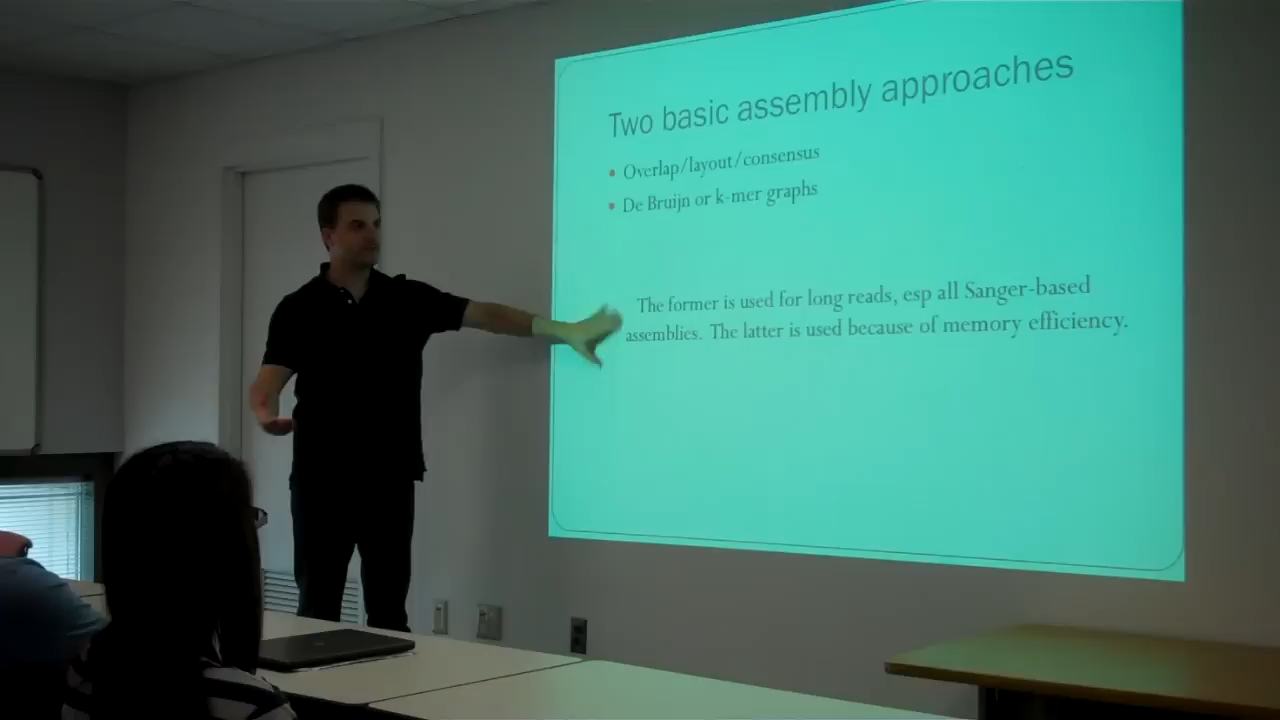 Two basic assembly approaches
• Overlap/layout/consensus
• De Bruijn or k-mer graphs
The former is used for long reads, esp all Sanger-based
assemblies. The latter is used because of memory efficiency.